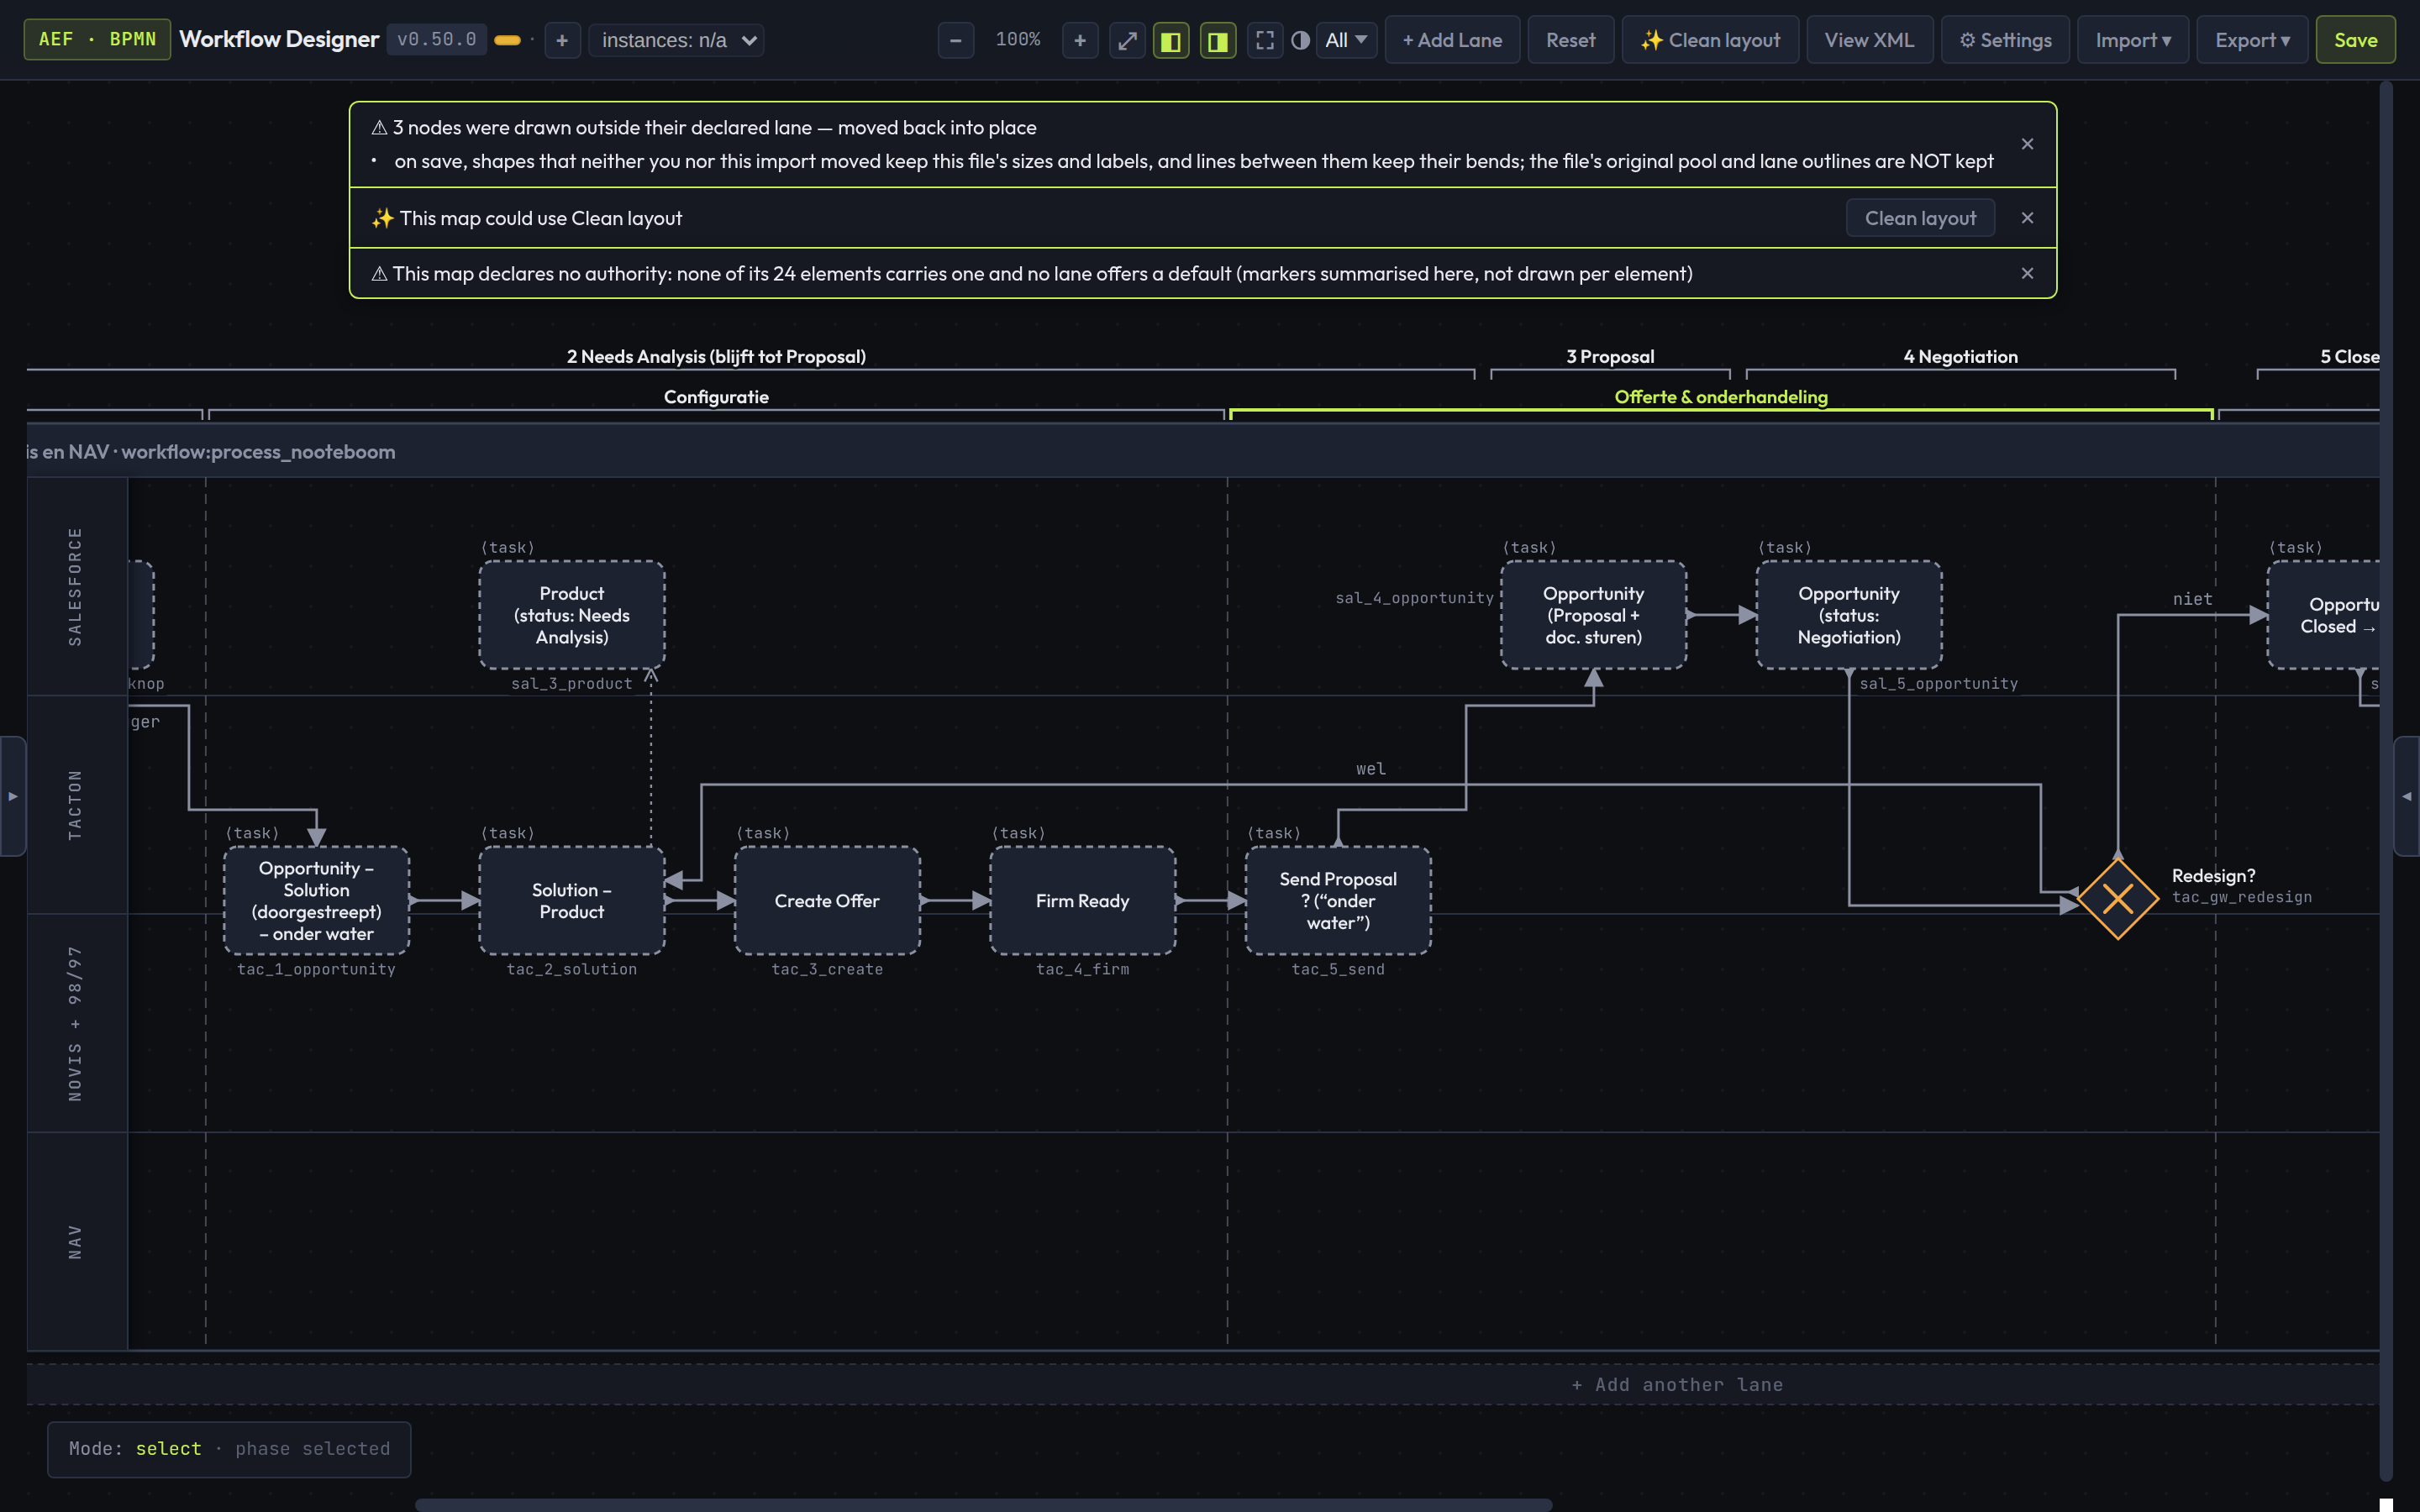 AEF · BPMN Workflow Designer v0.50.0 · + instances: n/a − 100% + All + Add Lane Reset ✨ Clean layout View XML ⚙ Settings Import ▾ Export ▾ Save
⚠ 3 nodes were drawn outside their declared lane — moved back into place
• on save, shapes that neither you nor this import moved keep this file's sizes and labels, and lines between them keep their bends; the file's original pool and lane outlines are NOT kept
✨ This map could use Clean layout Clean layout
⚠ This map declares no authority: none of its 24 elements carries one and no lane offers a default (markers summarised here, not drawn per element)
2 Needs Analysis (blijft tot Proposal) 3 Proposal 4 Negotiation 5 Close
Configuratie Offerte & onderhandeling
is en NAV · workflow:process_nooteboom
SALESFORCE
⟨task⟩
Product
(status: Needs
Analysis)
sal_3_product
sal_4_opportunity
⟨task⟩
Opportunity
(Proposal +
doc. sturen)
⟨task⟩
Opportunity
(status:
Negotiation)
sal_5_opportunity
niet
⟨task⟩
Opportu
Closed →
s
knop
ger
TACTON
wel
⟨task⟩
Opportunity –
Solution
(doorgestreept)
– onder water
tac_1_opportunity
⟨task⟩
Solution –
Product
tac_2_solution
⟨task⟩
Create Offer
tac_3_create
⟨task⟩
Firm Ready
tac_4_firm
⟨task⟩
Send Proposal
? (“onder
water”)
tac_5_send
Redesign?
tac_gw_redesign
NOVIS + 98/97
NAV
+ Add another lane
Mode: select · phase selected